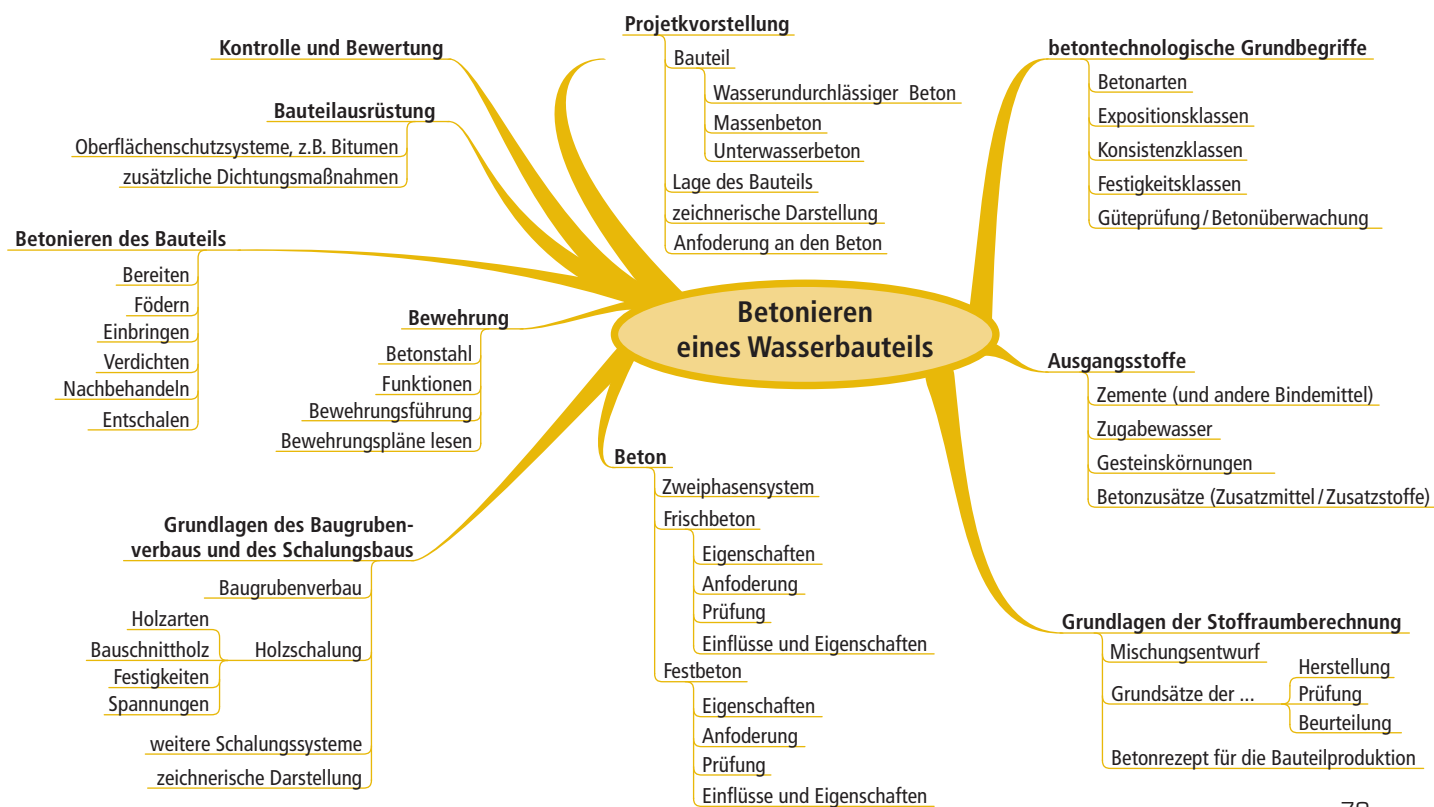 Projetkvorstellung
Bauteil
Wasserundurchlässiger Beton
Massenbeton
Unterwasserbeton
Lage des Bauteils
zeichnerische Darstellung
Anfoderung an den Beton
betontechnologische Grundbegriffe
Betonarten
Expositionsklassen
Konsistenzklassen
Festigkeitsklassen
Güteprüfung / Betonüberwachung
Kontrolle und Bewertung
Bauteilausrüstung
Oberflächenschutzsysteme, z.B. Bitumen
zusätzliche Dichtungsmaßnahmen
Betonieren des Bauteils
Bereiten
Födern
Einbringen
Verdichten
Nachbehandeln
Entschalen
Bewehrung
Betonstahl
Funktionen
Bewehrungsführung
Bewehrungspläne lesen
Betonieren
eines Wasserbauteils
Ausgangsstoffe
Zemente (und andere Bindemittel)
Zugabewasser
Gesteinskörnungen
Betonzusätze (Zusatzmittel / Zusatzstoffe)
Grundlagen des Baugruben-
verbaus und des Schalungsbaus
Baugrubenverbau
Holzschalung
Holzarten
Bauschnittholz
Festigkeiten
Spannungen
weitere Schalungssysteme
zeichnerische Darstellung
Beton
Zweiphasensystem
Frischbeton
Eigenschaften
Anfoderung
Prüfung
Einflüsse und Eigenschaften
Festbeton
Eigenschaften
Anfoderung
Prüfung
Einflüsse und Eigenschaften
Grundlagen der Stoffraumberechnung
Mischungsentwurf
Grundsätze der ...
Herstellung
Prüfung
Beurteilung
Betonrezept für die Bauteilproduktion